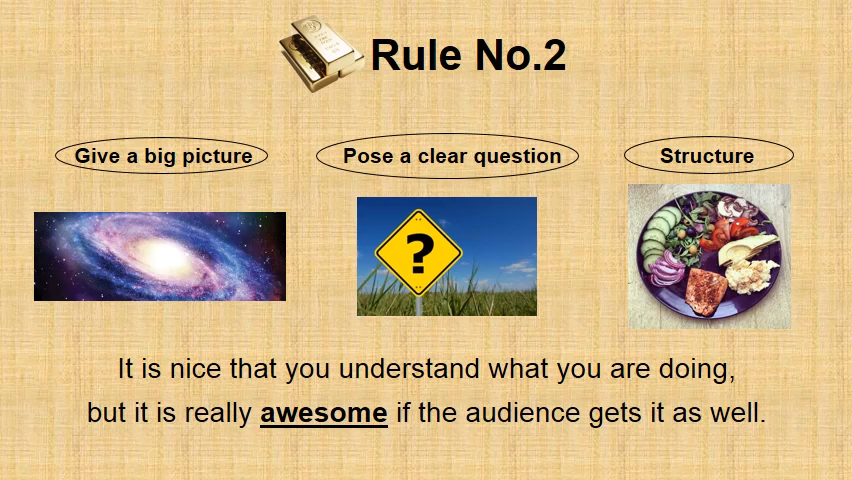 Rule No.2
Give a big picture
Pose a clear question
Structure
?
It is nice that you understand what you are doing,
but it is really awesome if the audience gets it as well.